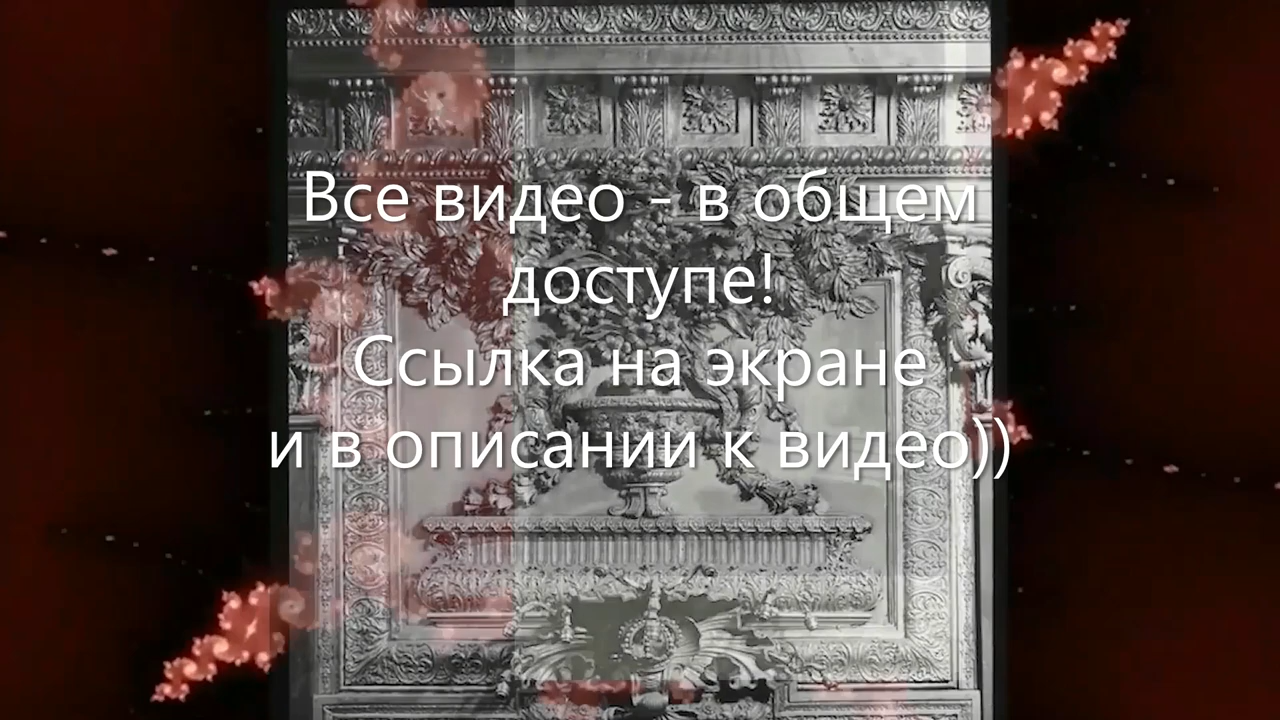 Все видео - в общем
доступе!
Ссылка на экране
и в описании к видео))